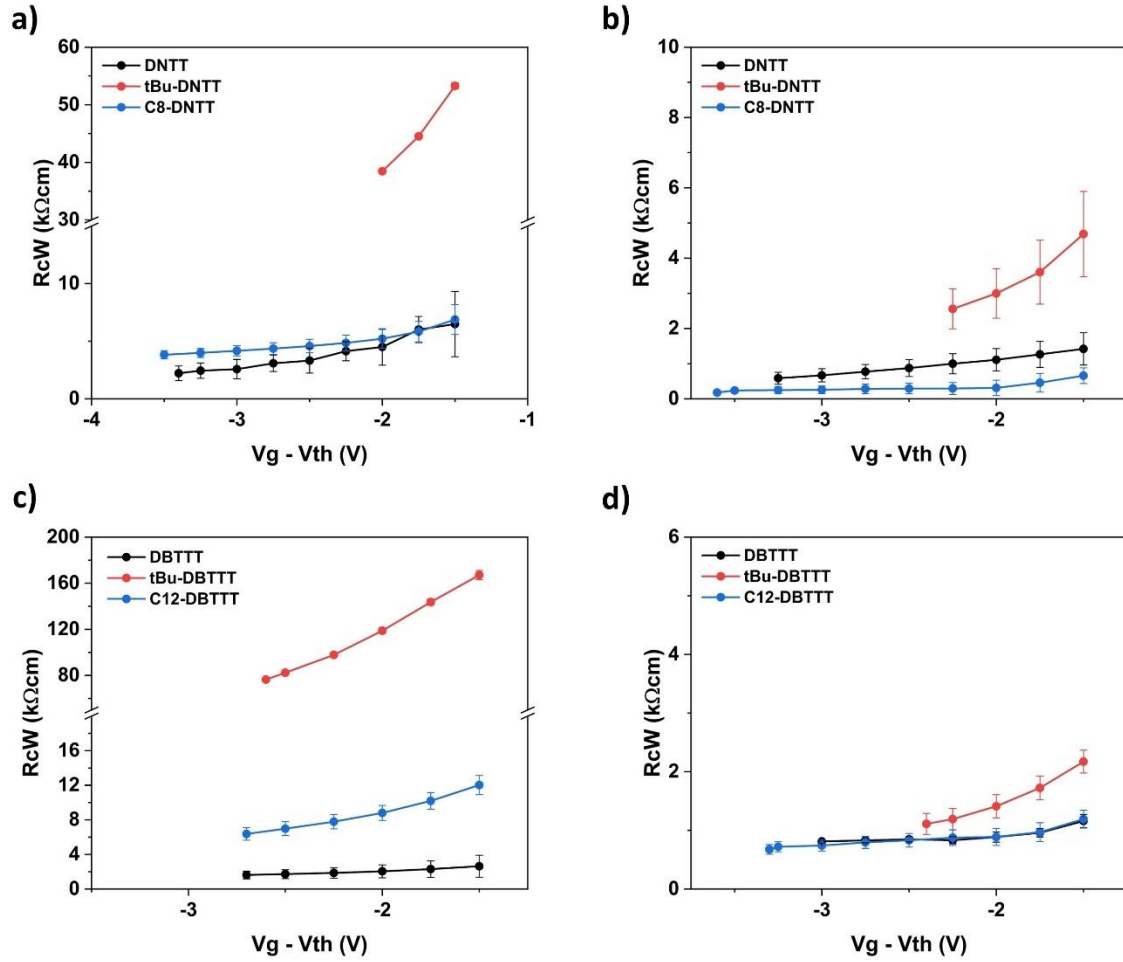 a)
60
50
40
30
10
0
RcW (kΩcm)
DNTT
tBu-DNTT
C8-DNTT
-4
-3
-2
-1
Vg - Vth (V)
b)
10
8
6
4
2
0
RcW (kΩcm)
DNTT
tBu-DNTT
C8-DNTT
-3
-2
Vg - Vth (V)
c)
200
160
120
80
16
12
8
4
0
RcW (kΩcm)
DBTTT
tBu-DBTTT
C12-DBTTT
-3
-2
Vg - Vth (V)
d)
6
4
2
0
RcW (kΩcm)
DBTTT
tBu-DBTTT
C12-DBTTT
-3
-2
Vg - Vth (V)